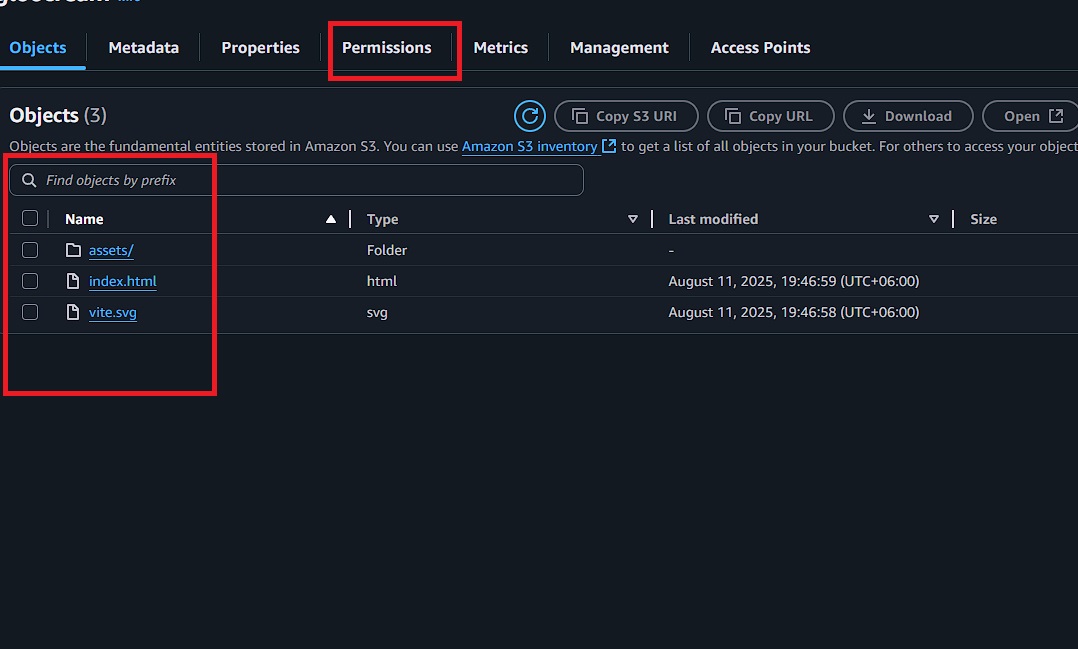 Objects Metadata Properties Permissions Metrics Management Access Points
Objects (3) Copy S3 URI Copy URL Download Open
Objects are the fundamental entities stored in Amazon S3. You can use Amazon S3 inventory to get a list of all objects in your bucket. For others to access your object
Find objects by prefix
Name Type Last modified Size
assets/ Folder -
index.html html August 11, 2025, 19:46:59 (UTC+06:00)
vite.svg svg August 11, 2025, 19:46:58 (UTC+06:00)